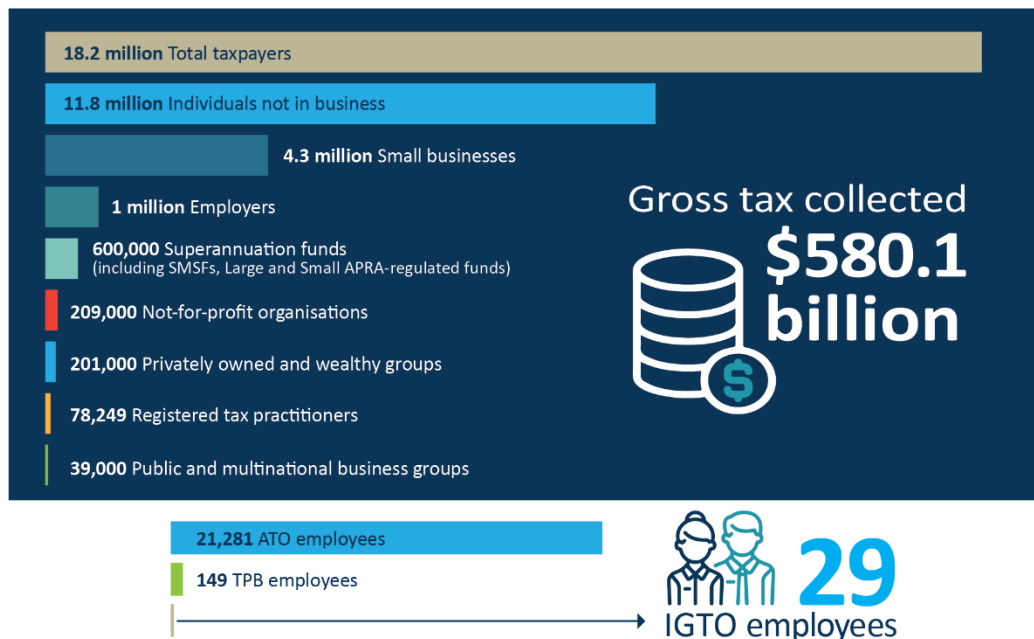 18.2 million Total taxpayers
11.8 million Individuals not in business
4.3 million Small businesses
1 million Employers
600,000 Superannuation funds
(including SMSFs, Large and Small APRA-regulated funds)
209,000 Not-for-profit organisations
201,000 Privately owned and wealthy groups
78,249 Registered tax practitioners
39,000 Public and multinational business groups
Gross tax collected
$580.1
billion
$
21,281 ATO employees
149 TPB employees
29
IGTO employees